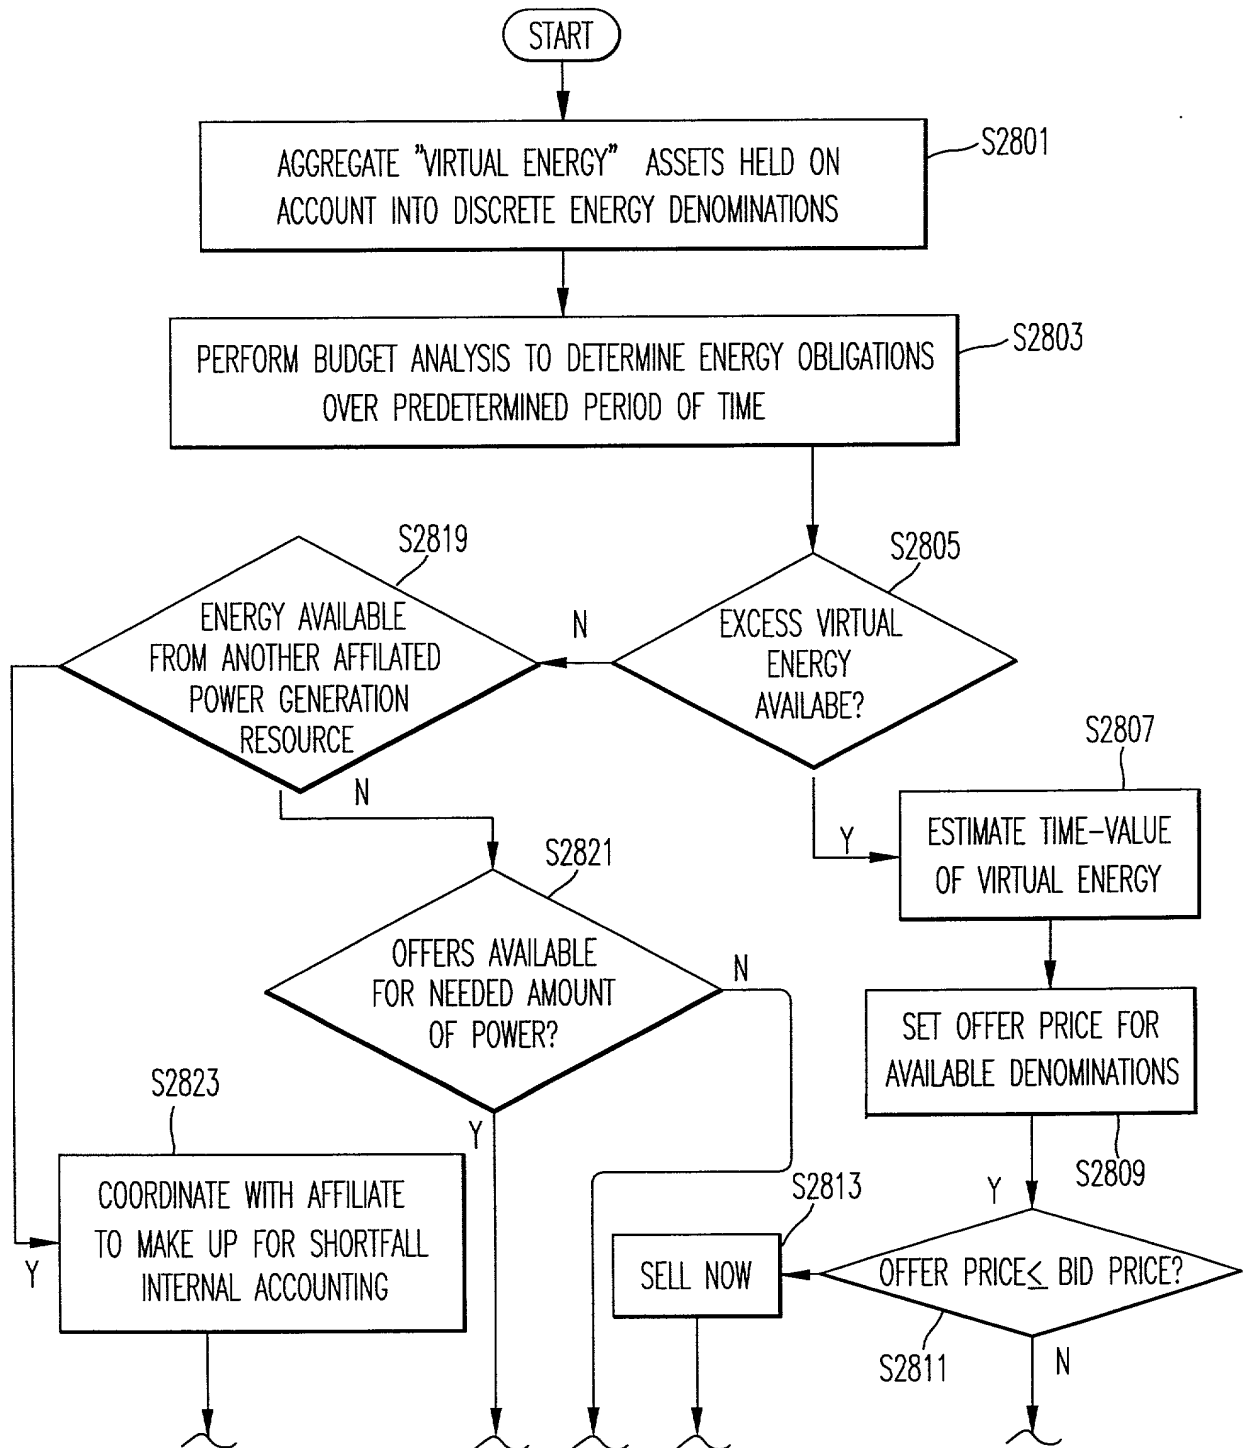 START
AGGREGATE "VIRTUAL ENERGY" ASSETS HELD ON
ACCOUNT INTO DISCRETE ENERGY DENOMINATIONS
S2801
PERFORM BUDGET ANALYSIS TO DETERMINE ENERGY OBLIGATIONS
OVER PREDETERMINED PERIOD OF TIME
S2803
S2819
ENERGY AVAILABLE
FROM ANOTHER AFFILATED
POWER GENERATION
RESOURCE
N
S2805
EXCESS VIRTUAL
ENERGY
AVAILABE?
N
Y
S2807
ESTIMATE TIME-VALUE
OF VIRTUAL ENERGY
S2821
OFFERS AVAILABLE
FOR NEEDED AMOUNT
OF POWER?
N
Y
SET OFFER PRICE FOR
AVAILABLE DENOMINATIONS
S2809
S2823
COORDINATE WITH AFFILIATE
TO MAKE UP FOR SHORTFALL
INTERNAL ACCOUNTING
Y
S2813
SELL NOW
Y
OFFER PRICE≤ BID PRICE?
S2811
N